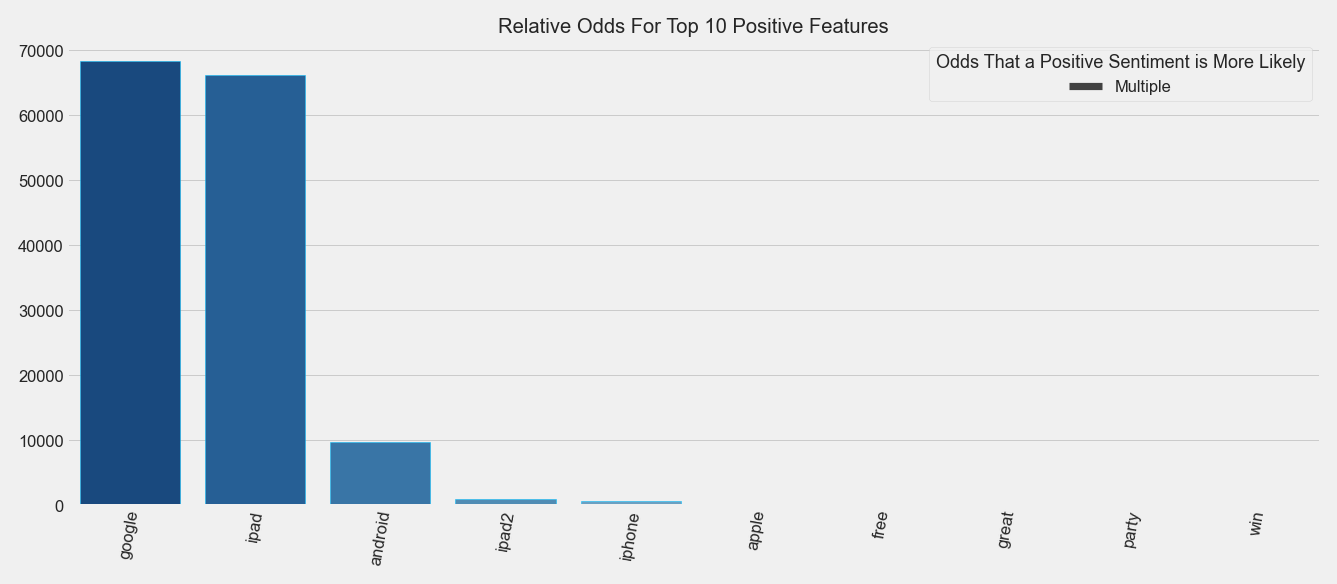 Relative Odds For Top 10 Positive Features
Odds That a Positive Sentiment is More Likely
Multiple
70000
60000
50000
40000
30000
20000
10000
0
google
ipad
android
ipad2
iphone
apple
free
great
party
win